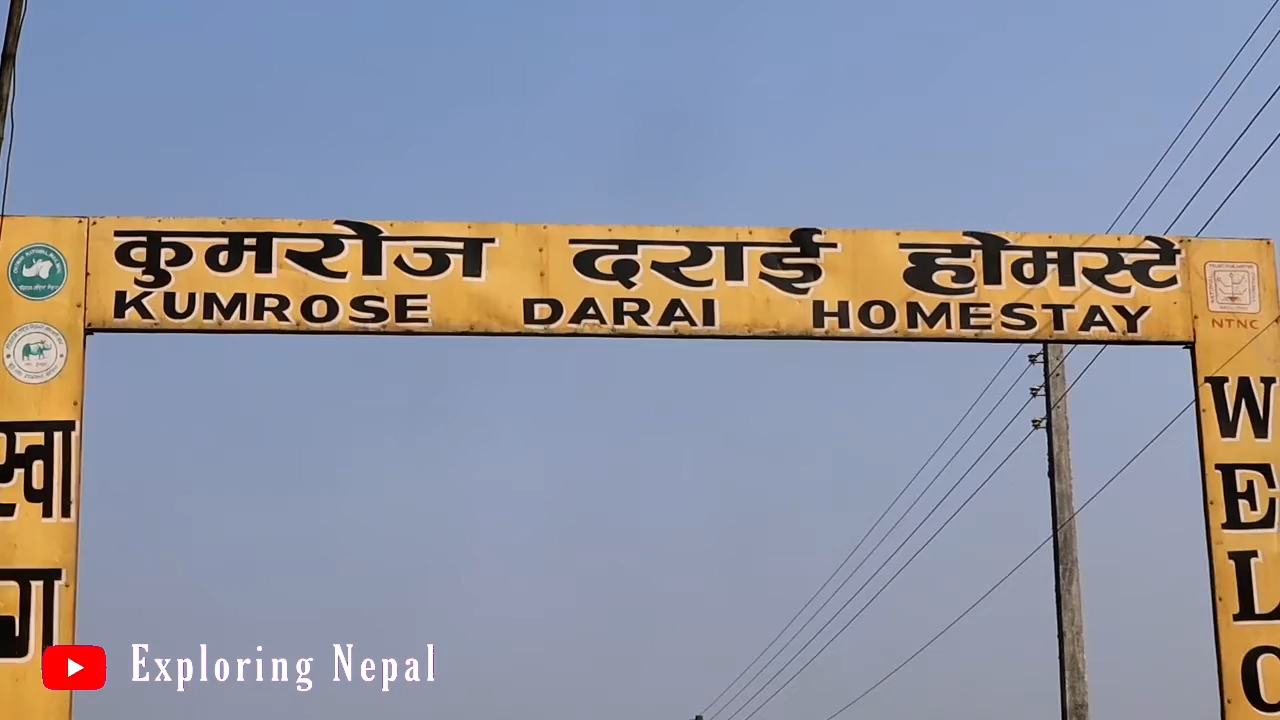 कुमरोज दराई होमस्टे
KUMROSE DARAI HOMESTAY
NTNC
स्वा
ग
W
E
L
Exploring Nepal